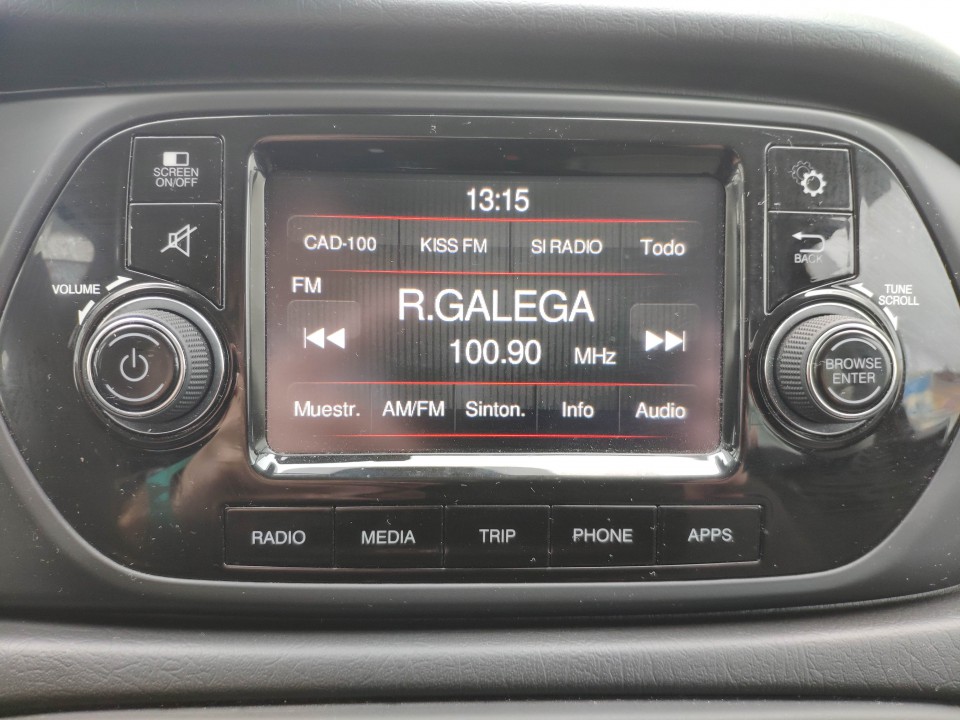 SCREEN
ON/OFF
13:15
CAD-100 KISS FM SI RADIO Todo
BACK
VOLUME
FM
R.GALEGA
100.90 MHz
TUNE
SCROLL
BROWSE
ENTER
Muestr. AM/FM Sinton. Info Audio
RADIO MEDIA TRIP PHONE APPS